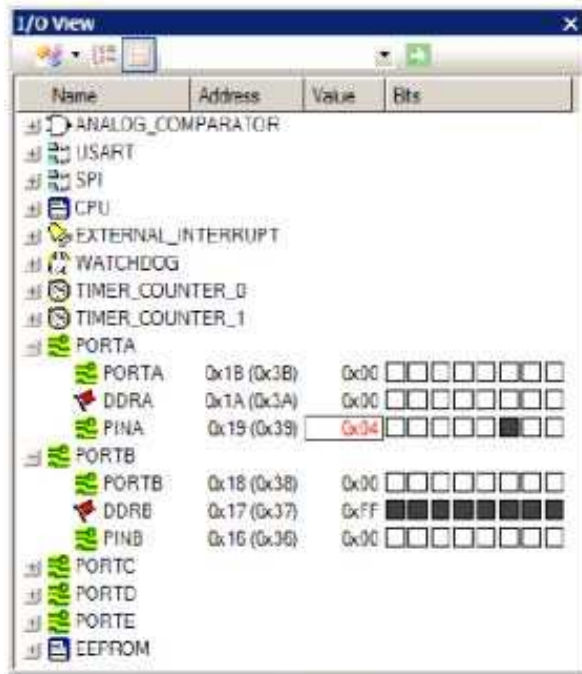 I/O View
Name Address Value Bits
ANALOG_COMPARATOR
USART
SPI
CPU
EXTERNAL_INTERRUPT
WATCHDOG
TIMER_COUNTER_0
TIMER_COUNTER_1
PORTA
PORTA 0x1B (0x3B) 0x00
DDRA 0x1A (0x3A) 0x00
PINA 0x19 (0x39) 0x04
PORTB
PORTB 0x18 (0x38) 0x00
DDRB 0x17 (0x37) 0xFF
PINB 0x16 (0x36) 0x00
PORTC
PORTD
PORTE
EEPROM